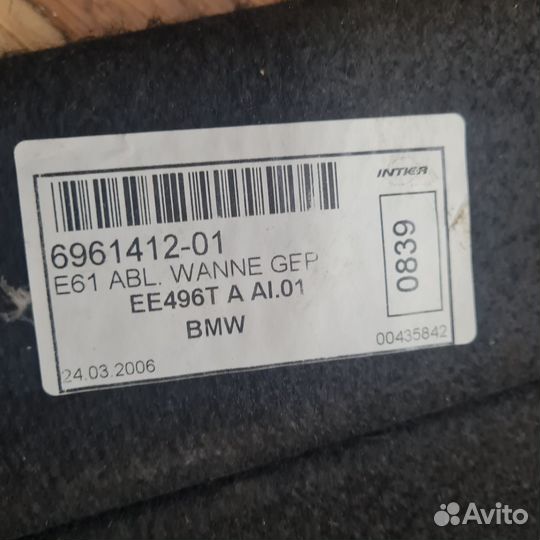 INTIER
6961412-01
E61 ABL. WANNE GEP
EE496T A AI.01
BMW
0839
24.03.2006
00435842
Avito